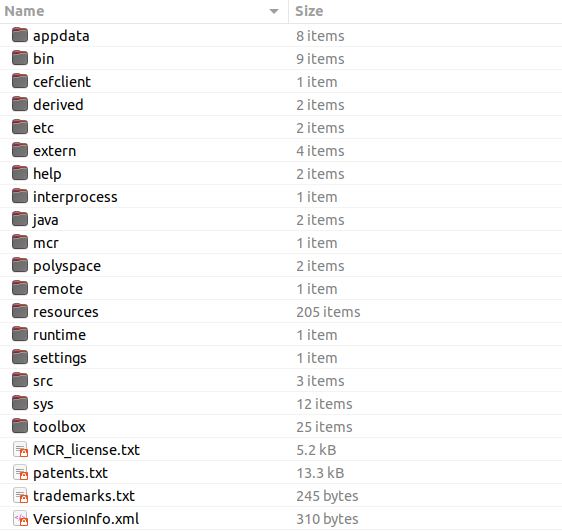 Name Size
appdata 8 items
bin 9 items
cefclient 1 item
derived 2 items
etc 2 items
extern 4 items
help 2 items
interprocess 1 item
java 2 items
mcr 1 item
polyspace 2 items
remote 1 item
resources 205 items
runtime 1 item
settings 1 item
src 3 items
sys 12 items
toolbox 25 items
MCR_license.txt 5.2 kB
patents.txt 13.3 kB
trademarks.txt 245 bytes
VersionInfo.xml 310 bytes